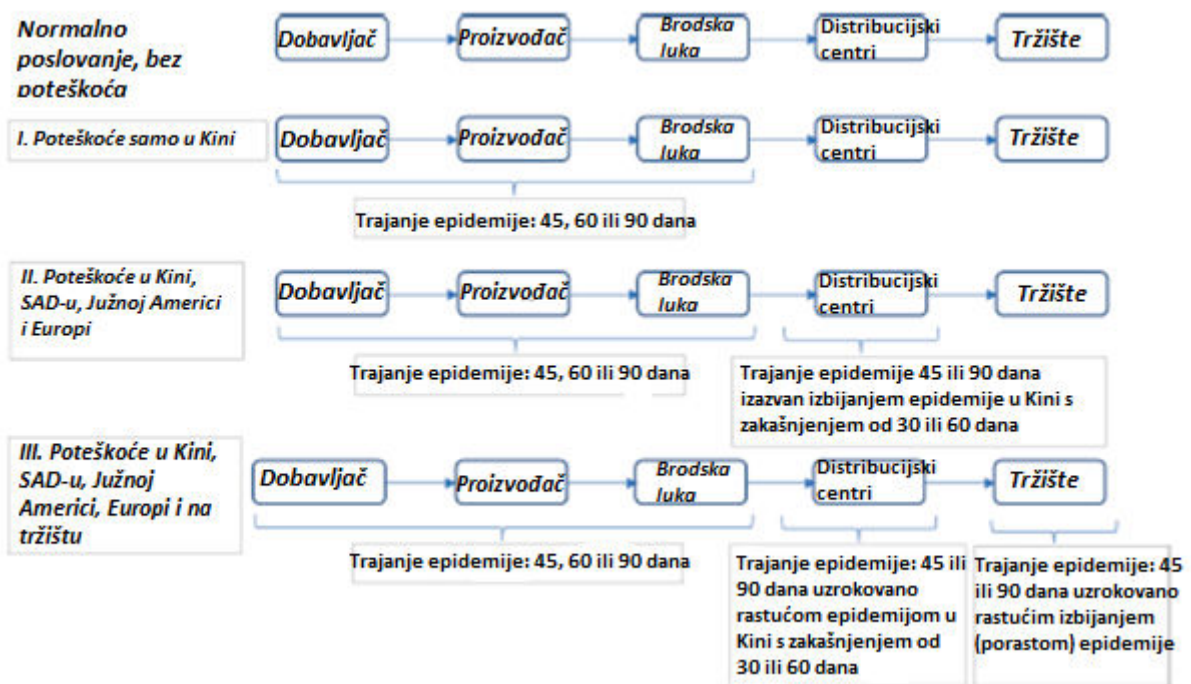 Normalno
poslovanje, bez
poteškoća
Dobavljač
Proizvođač
Brodska
luka
Distribucijski
centri
Tržište
I. Poteškoće samo u Kini
Dobavljač
Proizvođač
Brodska
luka
Distribucijski
centri
Tržište
Trajanje epidemije: 45, 60 ili 90 dana
II. Poteškoće u Kini,
SAD-u, Južnoj Americi
i Europi
Dobavljač
Proizvođač
Brodska
luka
Distribucijski
centri
Tržište
Trajanje epidemije: 45, 60 ili 90 dana
Trajanje epidemije 45 ili 90 dana
izazvan izbijanjem epidemije u Kini s
zakašnjenjem od 30 ili 60 dana
III. Poteškoće u Kini,
SAD-u, Južnoj
Americi, Europi i na
tržištu
Dobavljač
Proizvođač
Brodska
luka
Distribucijski
centri
Tržište
Trajanje epidemije: 45, 60 ili 90 dana
Trajanje epidemije: 45 ili
90 dana uzrokovano
rastućom epidemijom u
Kini s zakašnjenjem od
30 ili 60 dana
Trajanje epidemije: 45
ili 90 dana uzrokovano
rastućim izbijanjem
(porastom) epidemije